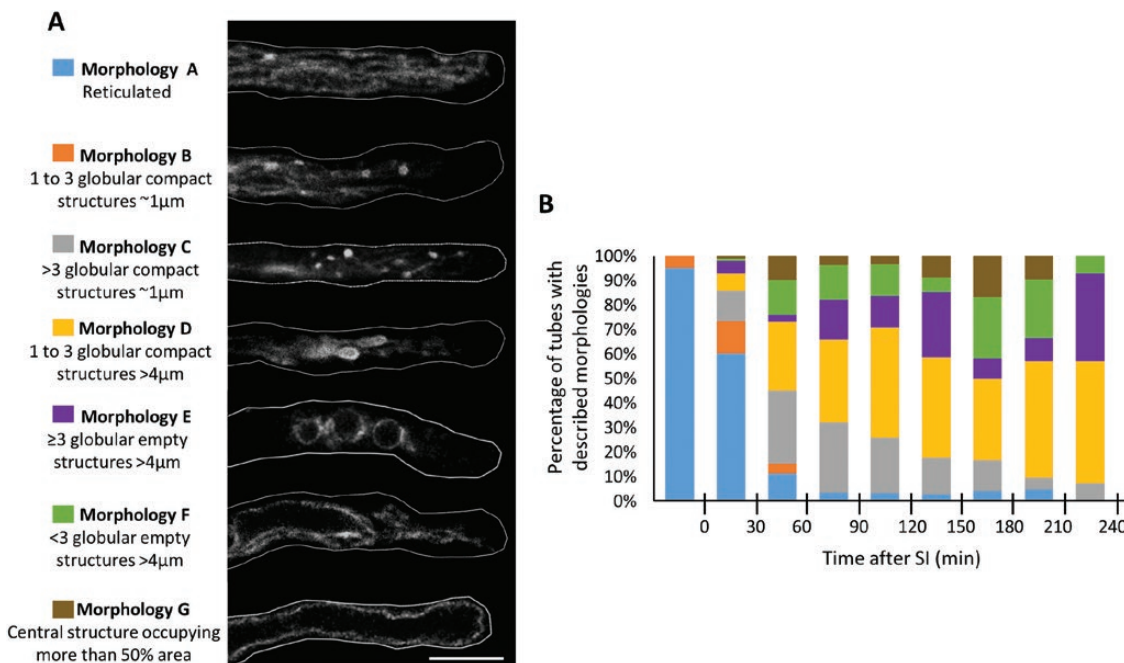 A
Morphology A
Reticulated
Morphology B
1 to 3 globular compact
structures ~1µm
Morphology C
>3 globular compact
structures ~1µm
Morphology D
1 to 3 globular compact
structures >4µm
Morphology E
≥3 globular empty
structures >4µm
Morphology F
<3 globular empty
structures >4µm
Morphology G
Central structure occupying
more than 50% area
B
Percentage of tubes with
described morphologies
100%
90%
80%
70%
60%
50%
40%
30%
20%
10%
0%
0 30 60 90 120 150 180 210 240
Time after SI (min)